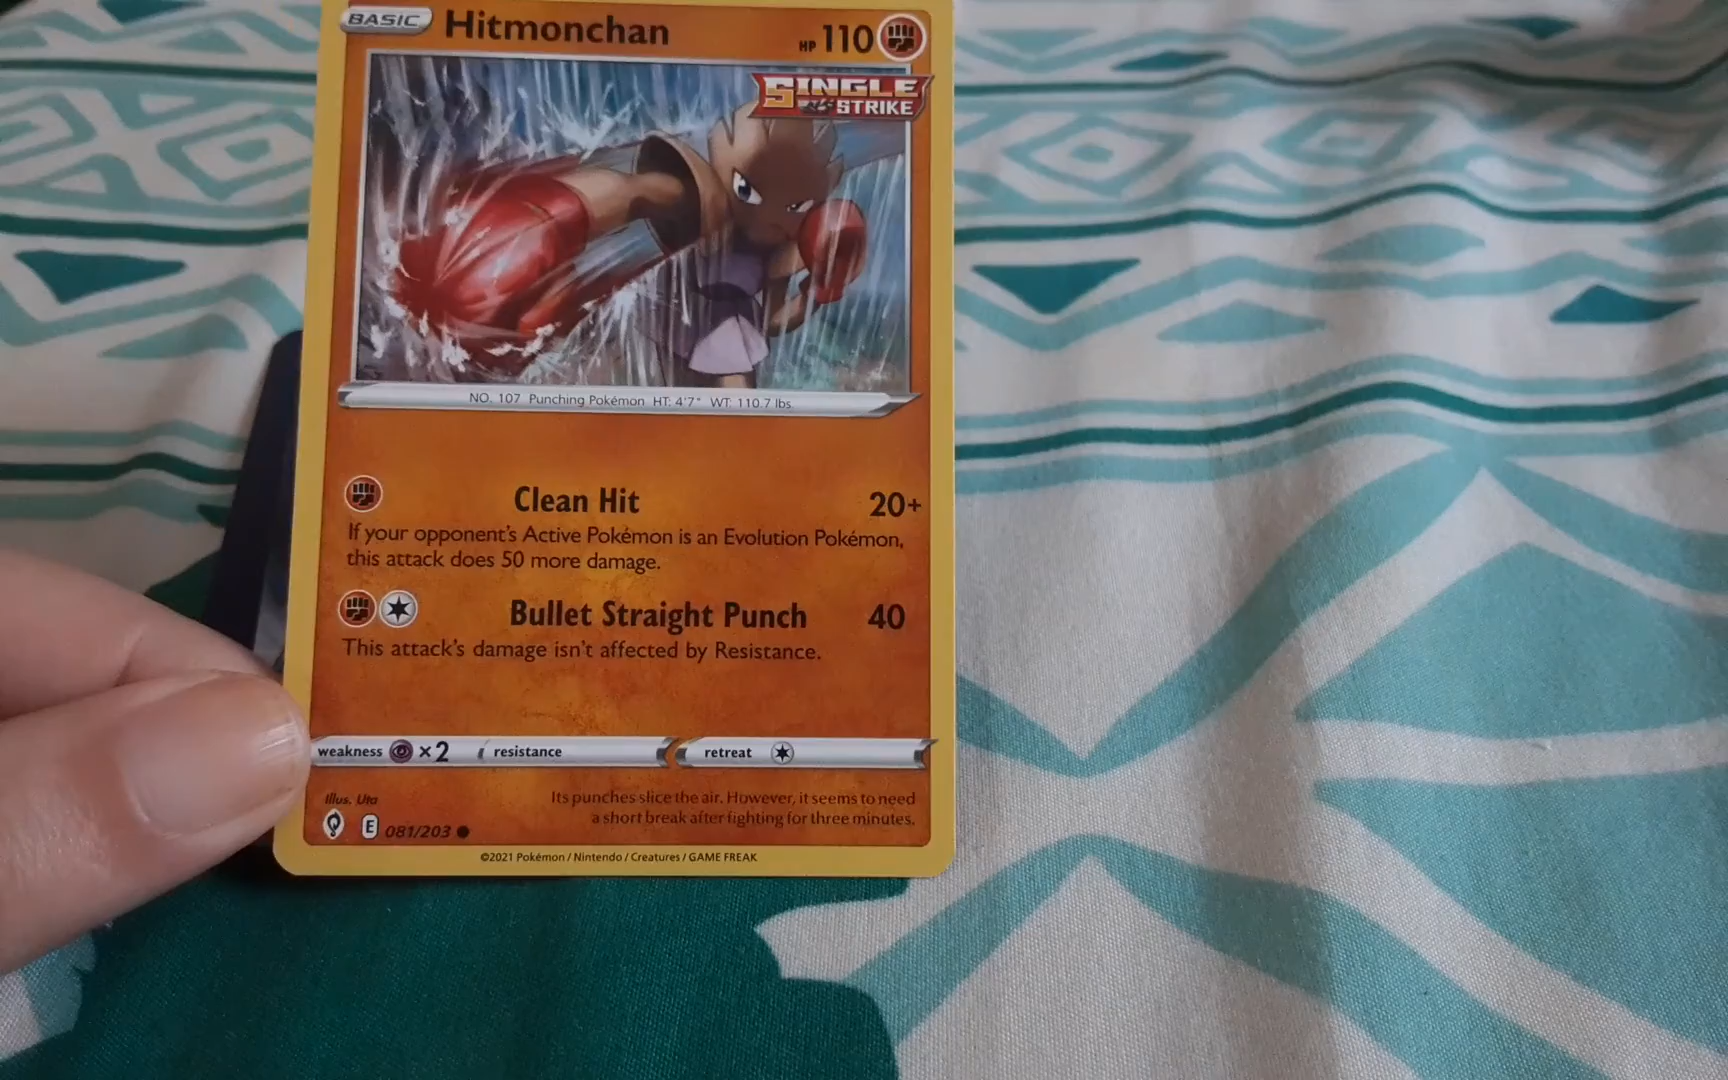 BASIC Hitmonchan HP 110
SINGLE
STRIKE
NO. 107 Punching Pokémon HT: 4'7" WT: 110.7 lbs.
Clean Hit 20+
If your opponent's Active Pokémon is an Evolution Pokémon,
this attack does 50 more damage.
Bullet Straight Punch 40
This attack's damage isn't affected by Resistance.
weakness ×2 resistance retreat
Illus. Uta
Its punches slice the air. However, it seems to need
a short break after fighting for three minutes.
E 081/203
©2021 Pokémon / Nintendo / Creatures / GAME FREAK